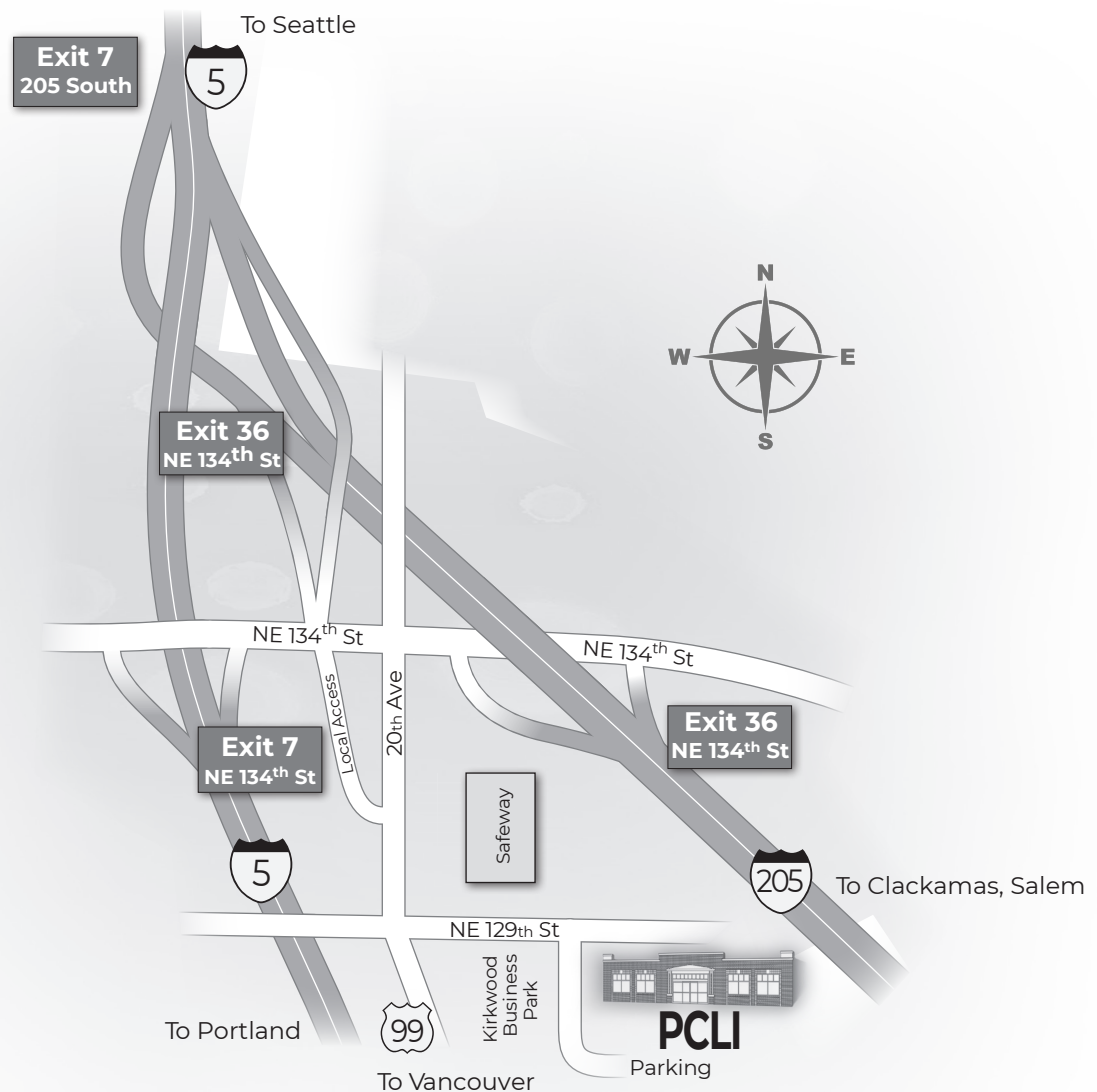 To Seattle
Exit 7
205 South
5
N
W
E
S
Exit 36
NE 134th St
NE 134th St
NE 134th St
Local Access
20th Ave
Exit 7
NE 134th St
Exit 36
NE 134th St
Safeway
5
205
To Clackamas, Salem
NE 129th St
Kirkwood
Business
Park
To Portland
99
To Vancouver
PCLI
Parking